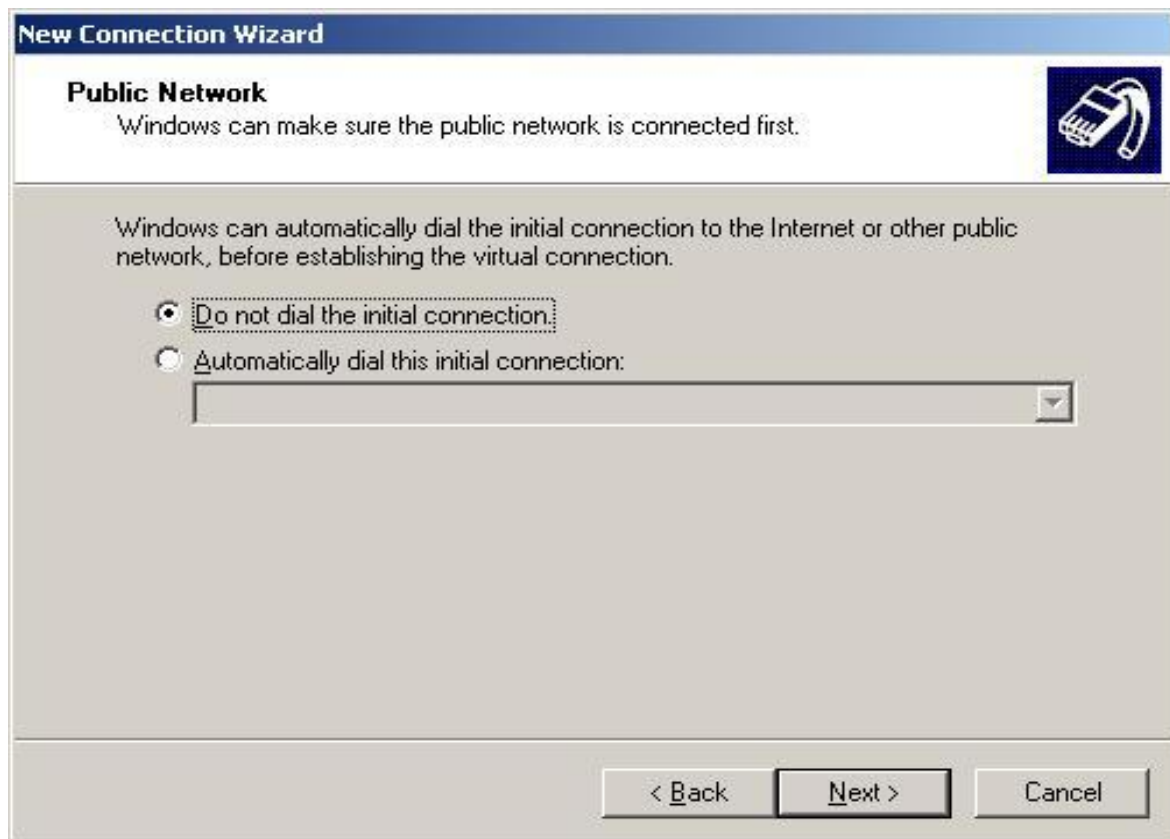 New Connection Wizard
Public Network
Windows can make sure the public network is connected first.
Windows can automatically dial the initial connection to the Internet or other public
network, before establishing the virtual connection.
Do not dial the initial connection.
Automatically dial this initial connection:
< Back
Next >
Cancel